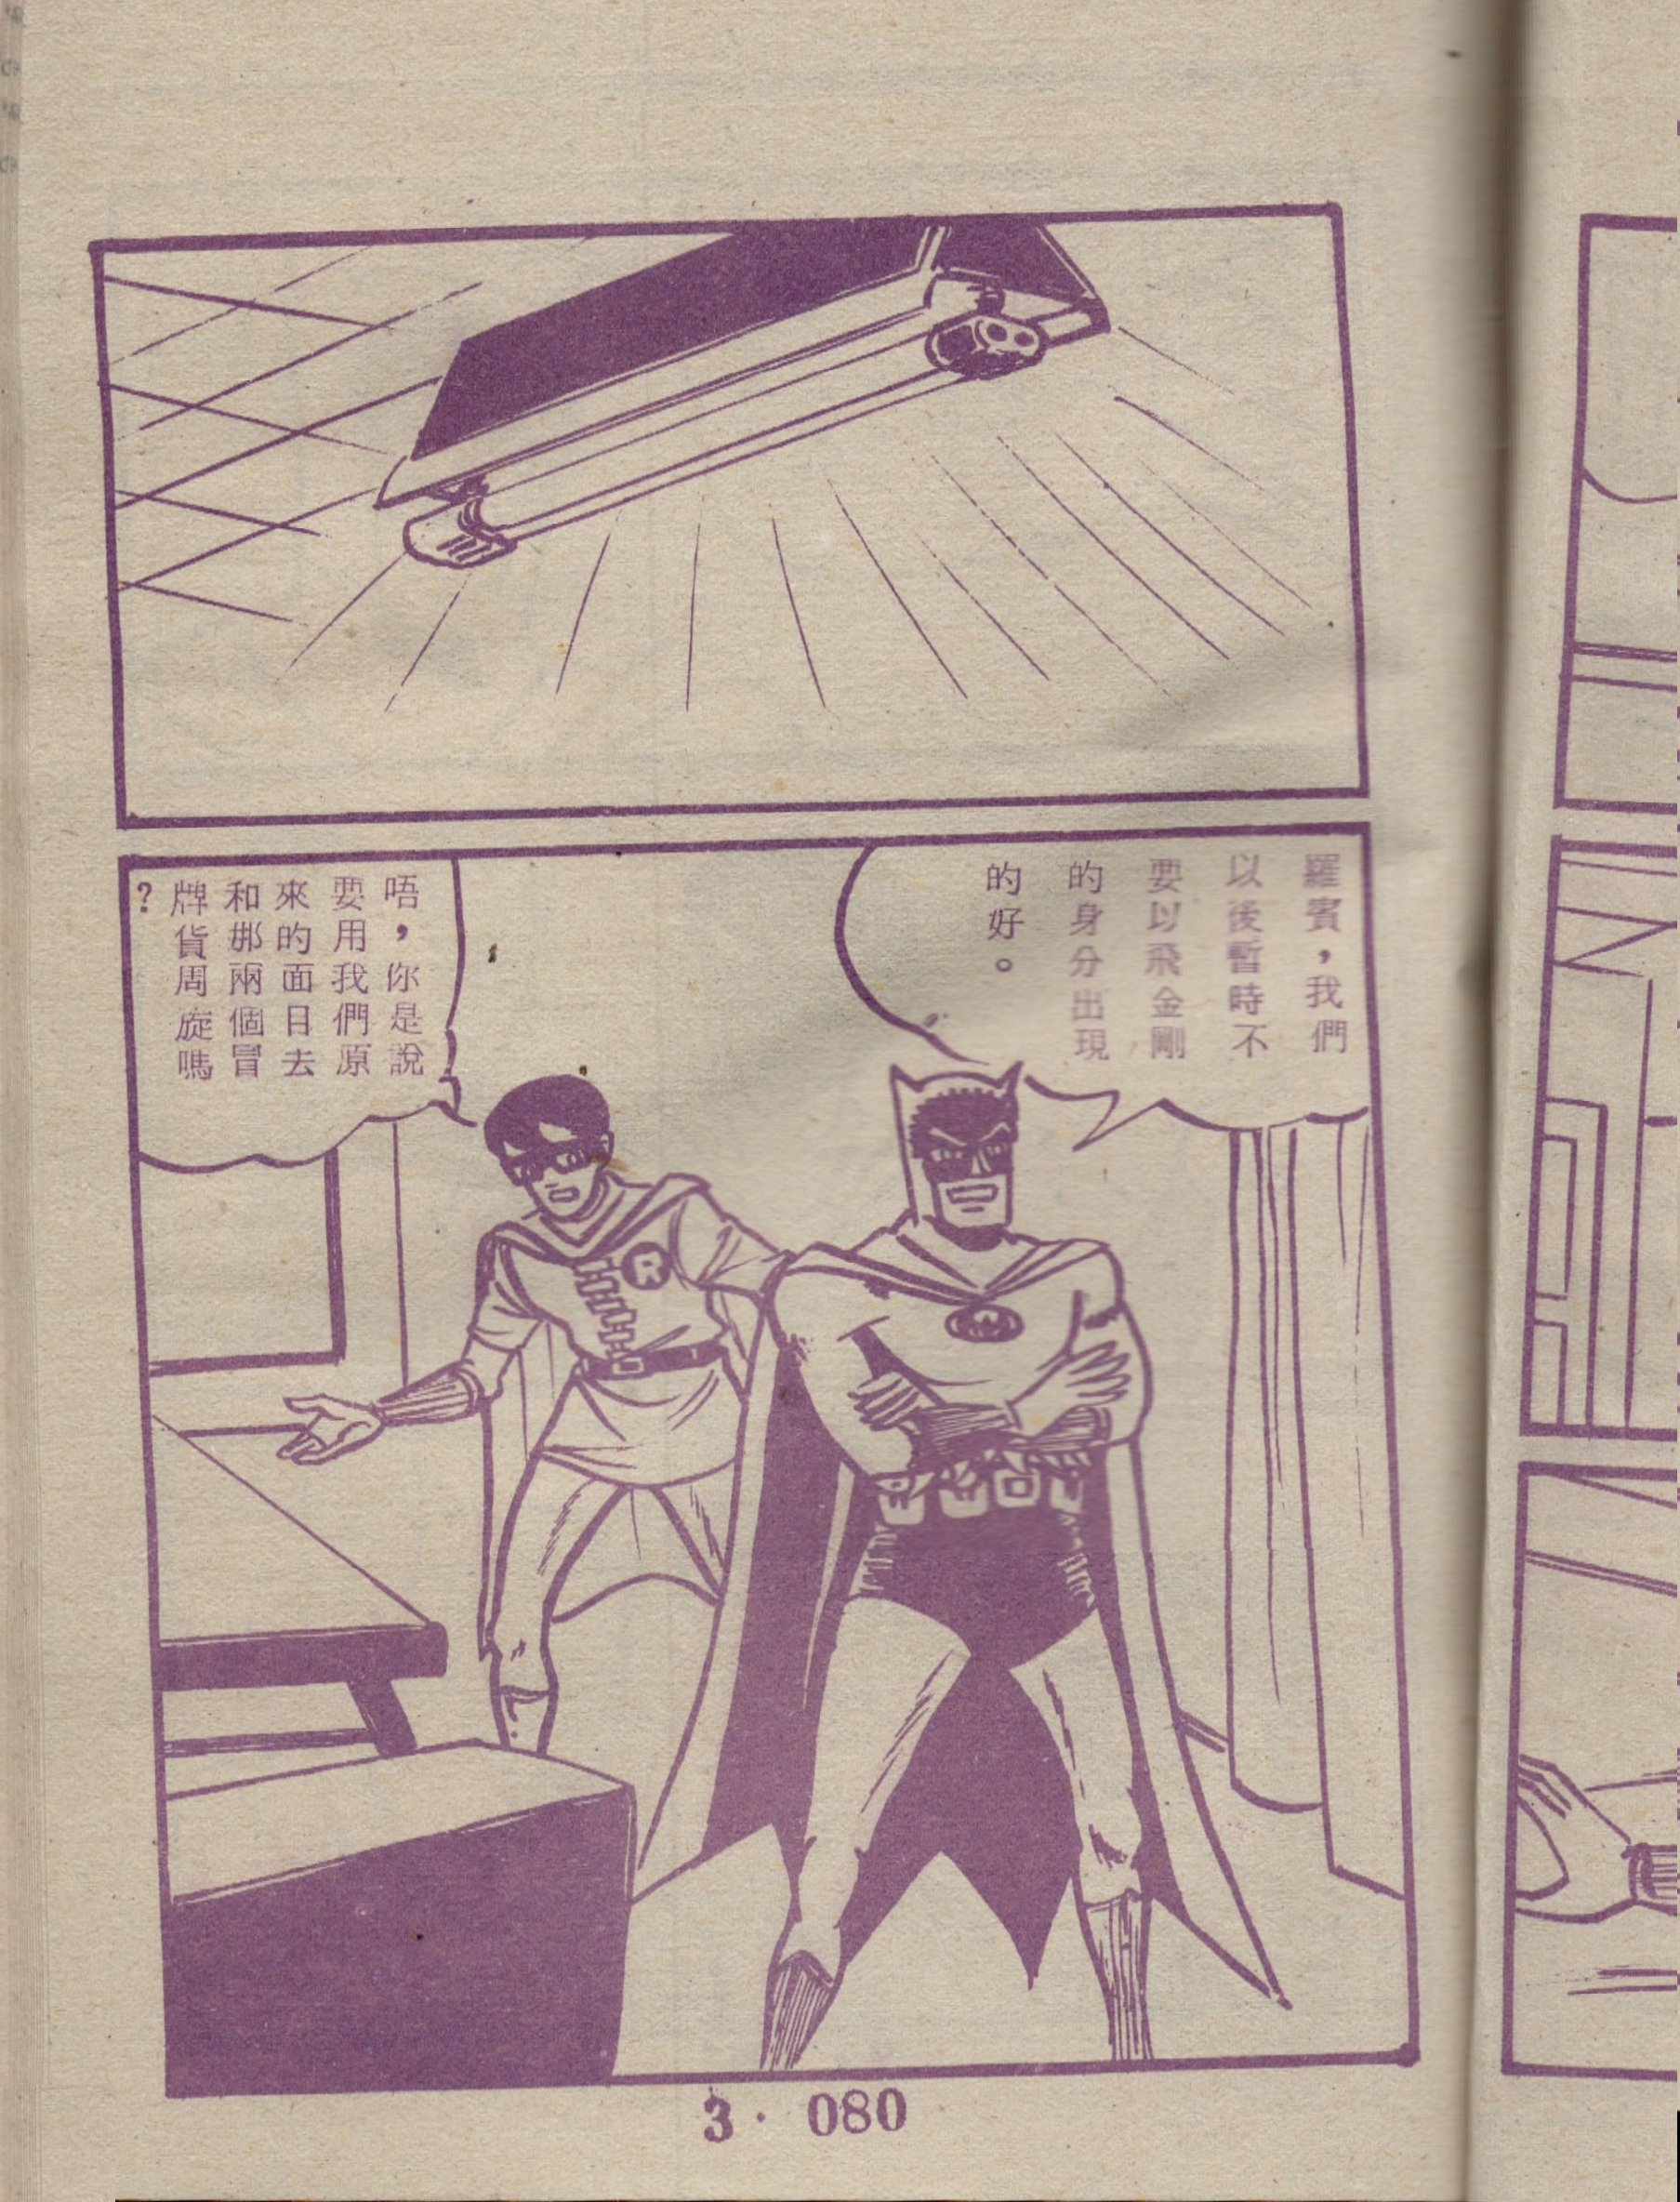 羅賓，我們
以後暫時不
要以飛金剛
的身分出現
的好。
唔，你是說
要用我們原
來的面目去
和那兩個冒
牌貨周旋嗎
？
R
3· 080